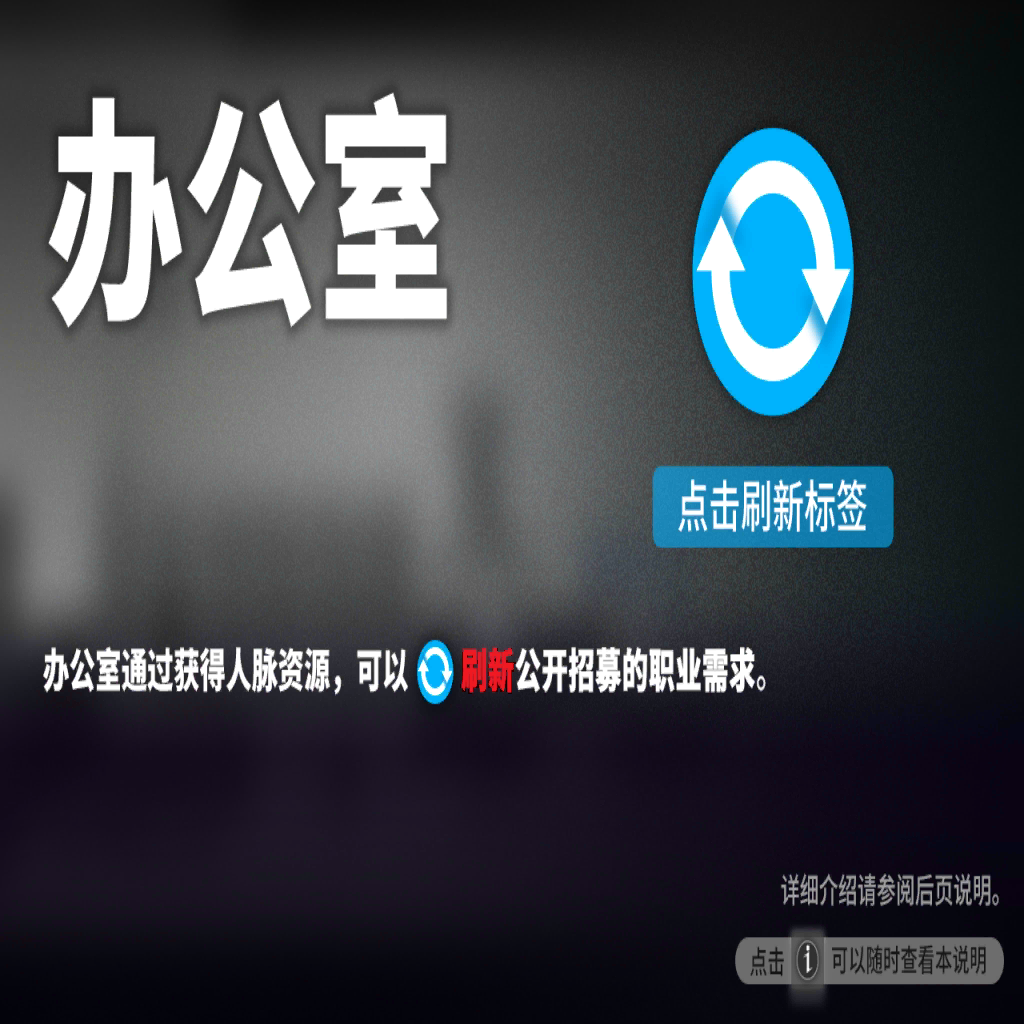 办公室
点击刷新标签
办公室通过获得人脉资源，可以刷新公开招募的职业需求。
详细介绍请参阅后页说明。
点击 i 可以随时查看本说明